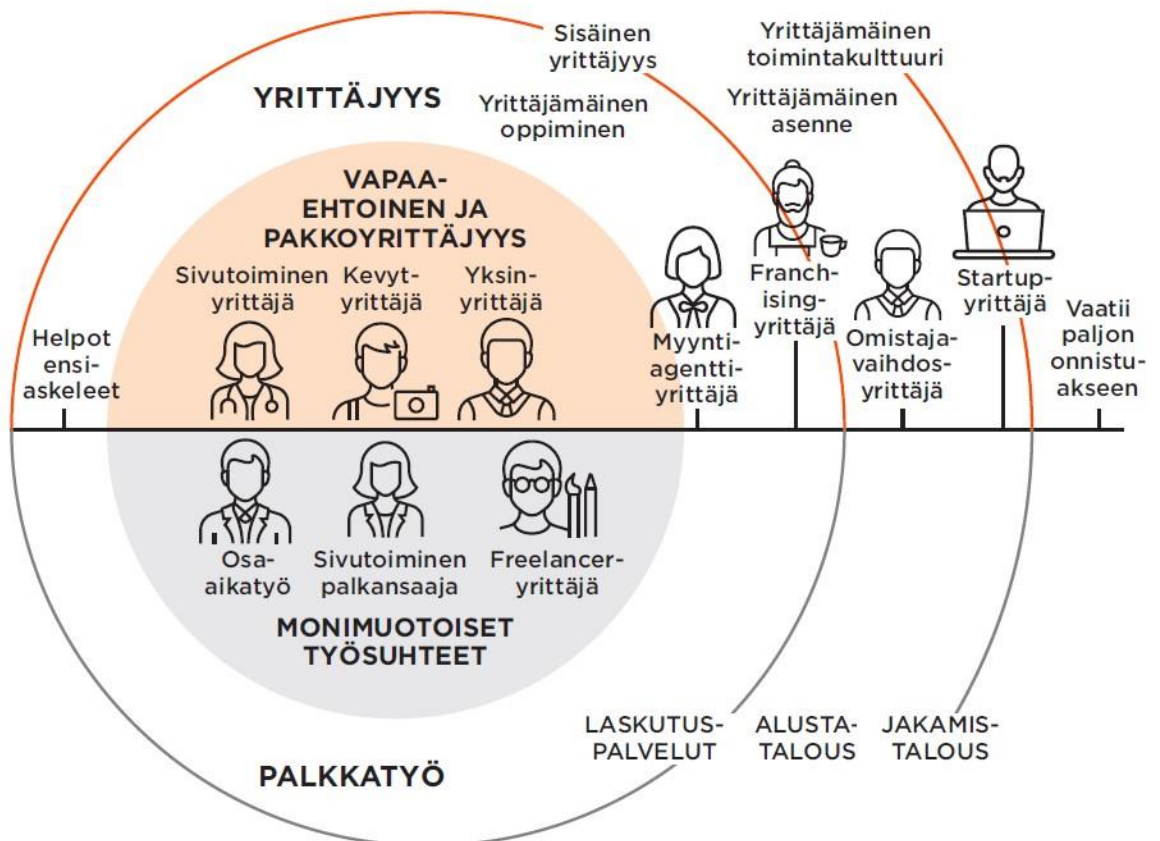 Sisäinen
yrittäjyys
Yrittäjämäinen
toimintakulttuuri
YRITTÄJYYS
Yrittäjämäinen
oppiminen
Yrittäjämäinen
asenne
VAPAA-
EHTOINEN JA
PAKKOYRITTÄJYYS
Sivutoiminen
yrittäjä
Kevyt-
yrittäjä
Yksin-
yrittäjä
Helpot
ensi-
askeleet
Myynti-
agentti-
yrittäjä
Franch-
ising-
yrittäjä
Omistaja-
vaihdos-
yrittäjä
Startup-
yrittäjä
Vaatii
paljon
onnistu-
akseen
Osa-
aikatyö
Sivutoiminen
palkansaaja
Freelancer-
yrittäjä
MONIMUOTOISET
TYÖSUHTEET
LASKUTUS-
PALVELUT
ALUSTA-
TALOUS
JAKAMIS-
TALOUS
PALKKATYÖ